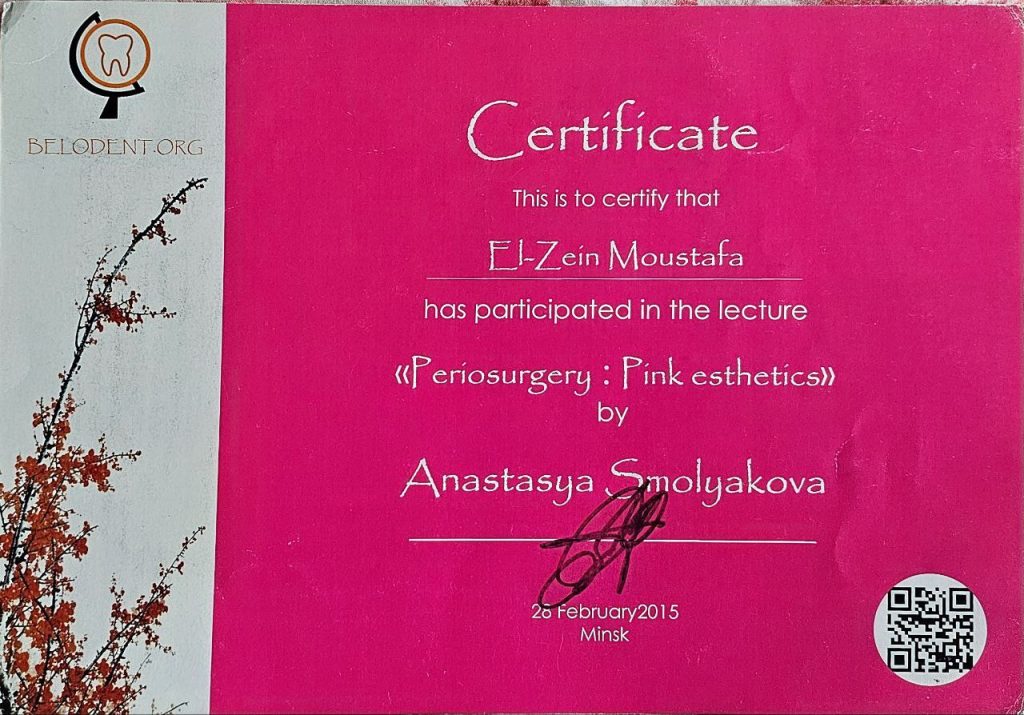 BELODENT.ORG
Certificate
This is to certify that
El-Zein Moustafa
has participated in the lecture
«Periosurgery : Pink esthetics»
by
Anastasya Smolyakova
28 February2015
Minsk